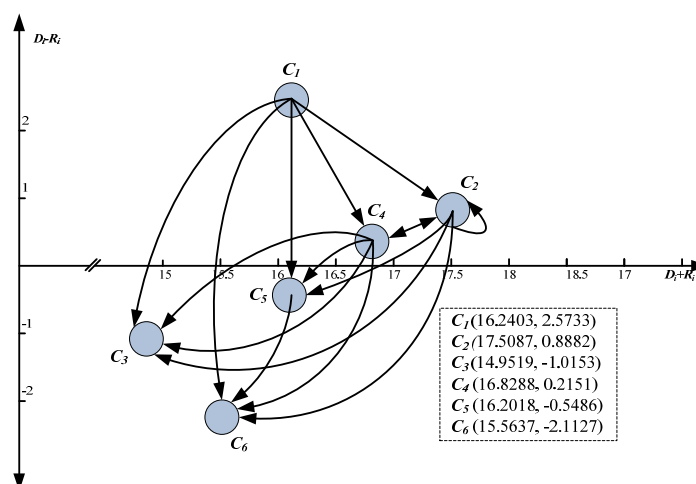 Di-Ri
C1
2
C2
1
C4
15
5.5
16
16.5
17
17.5
18
18.5
17
Di+Ri
C5
C1(16.2403, 2.5733)
C2(17.5087, 0.8882)
C3(14.9519, -1.0153)
C4(16.8288, 0.2151)
C5(16.2018, -0.5486)
C6(15.5637, -2.1127)
-1
C3
-2
C6